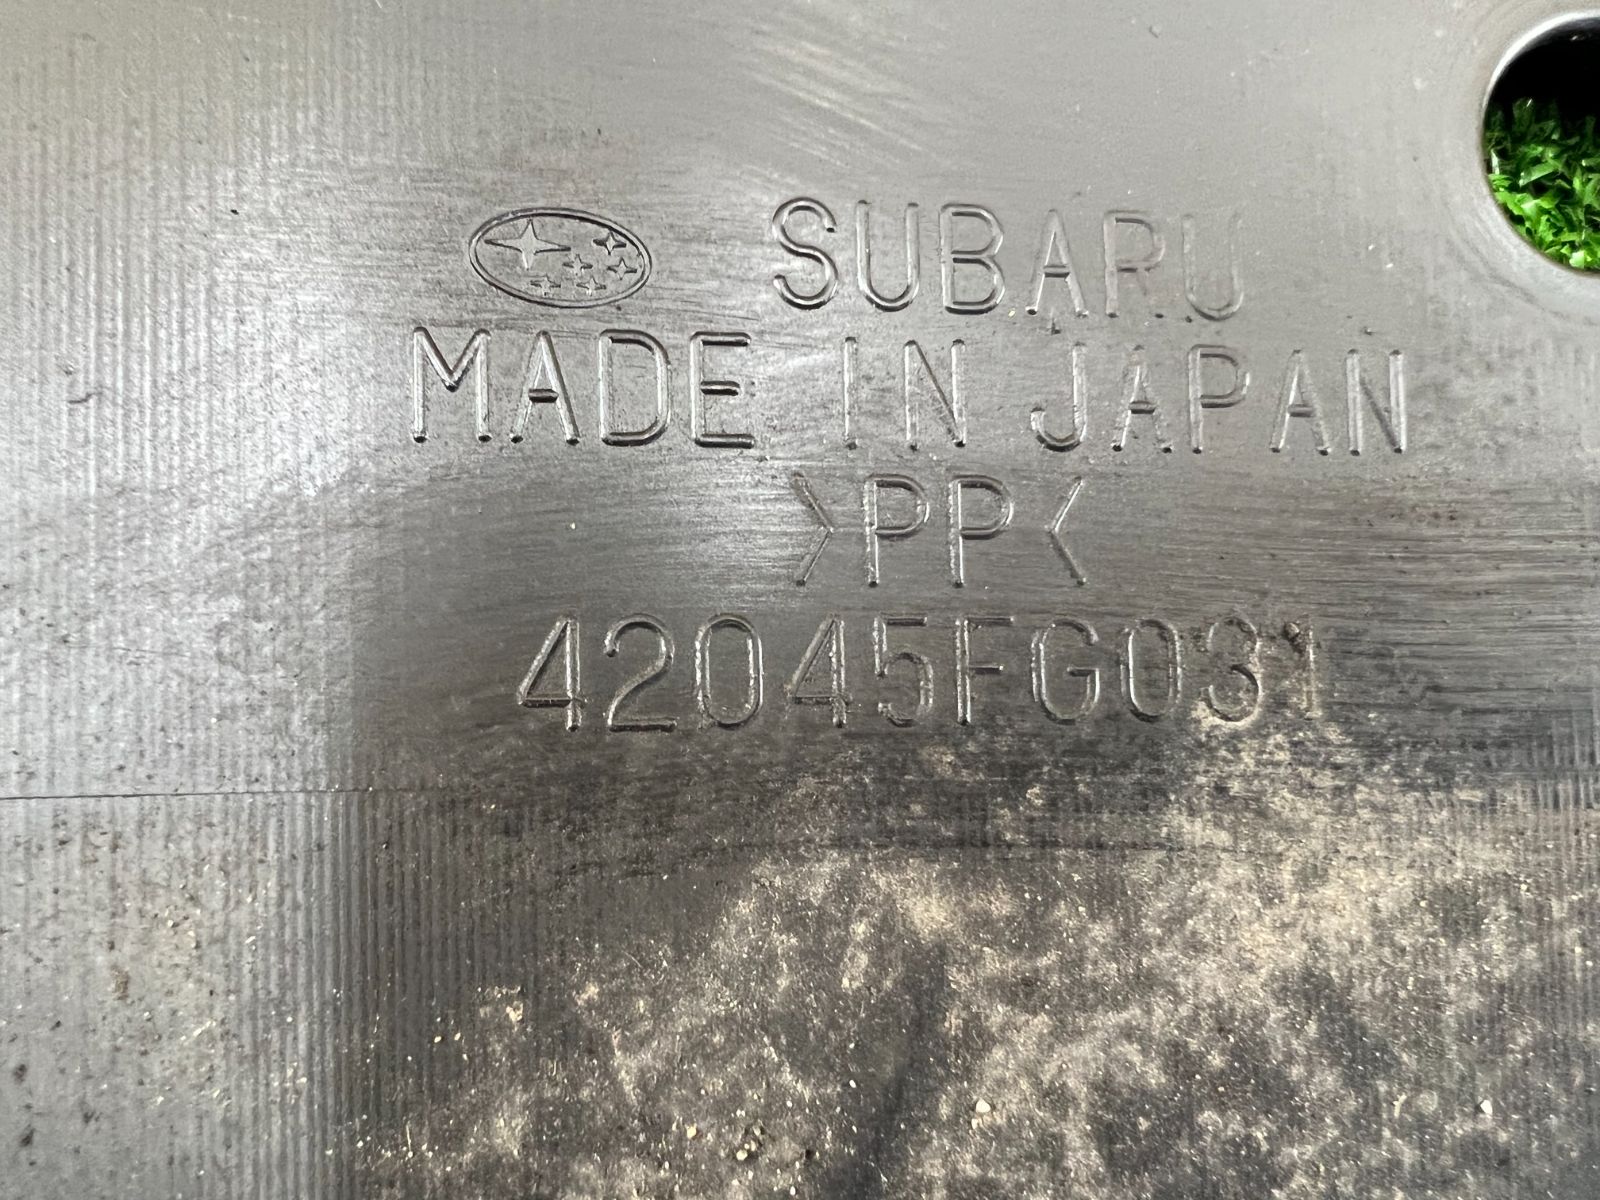 SUBARU
MADE IN JAPAN
>PP<
42045FG031